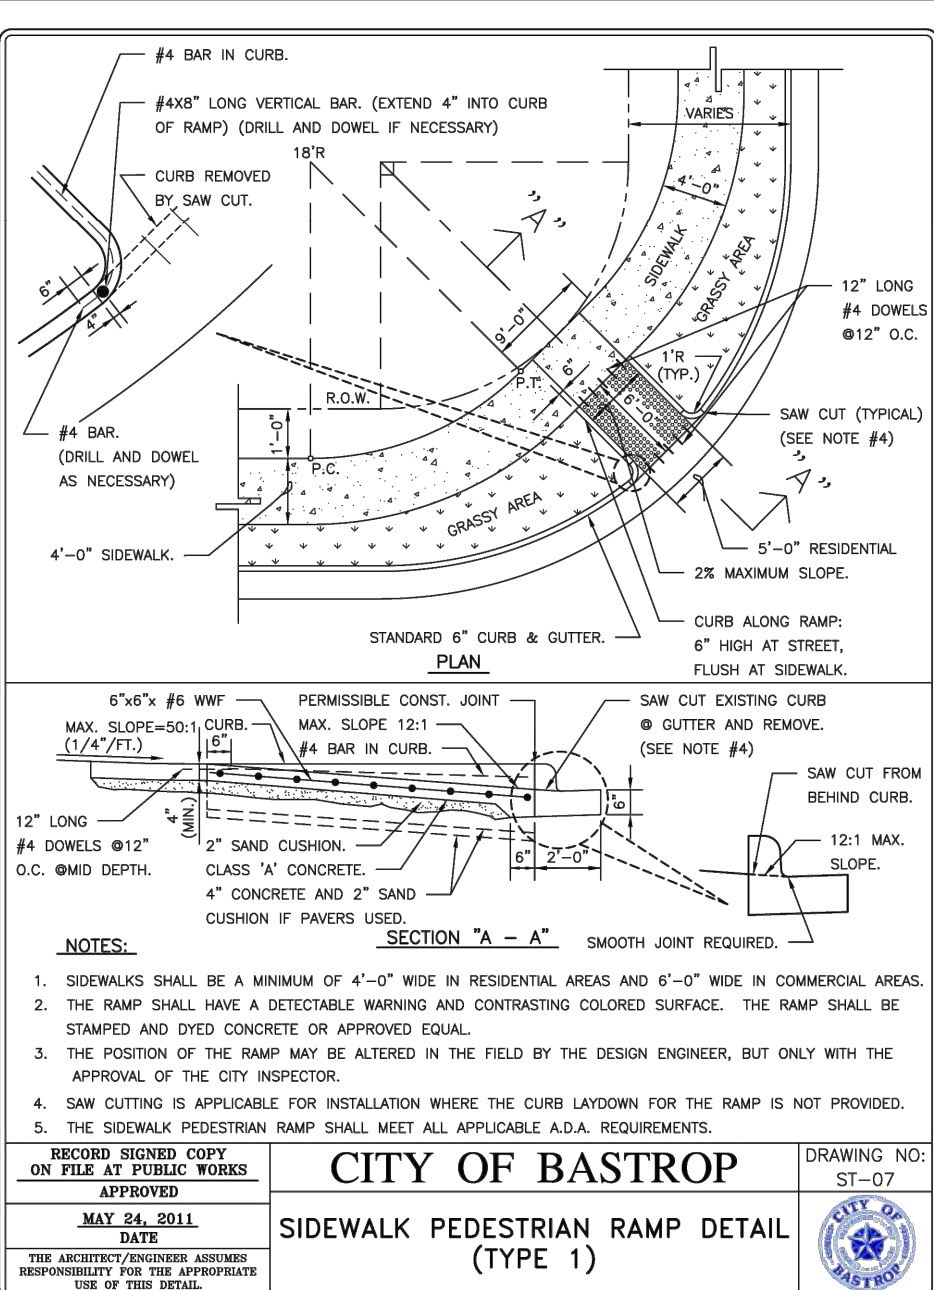 #4 BAR IN CURB.
#4X8" LONG VERTICAL BAR. (EXTEND 4" INTO CURB
OF RAMP) (DRILL AND DOWEL IF NECESSARY)
18'R
CURB REMOVED
BY SAW CUT.
6"
4"
#4 BAR.
(DRILL AND DOWEL
AS NECESSARY)
VARIES
4'-0"
"A"
SIDEWALK
GRASSY AREA
12" LONG
#4 DOWELS
@12" O.C.
9'-0"
6"
1'R
(TYP.)
P.T.
6'-0"
R.O.W.
1'-0"
P.C.
SAW CUT (TYPICAL)
(SEE NOTE #4)
"A"
GRASSY AREA
4'-0" SIDEWALK.
5'-0" RESIDENTIAL
2% MAXIMUM SLOPE.
CURB ALONG RAMP:
6" HIGH AT STREET,
FLUSH AT SIDEWALK.
STANDARD 6" CURB & GUTTER.
PLAN
6"x6"x #6 WWF
MAX. SLOPE=50:1
(1/4"/FT.)
CURB.
6"
PERMISSIBLE CONST. JOINT
MAX. SLOPE 12:1
#4 BAR IN CURB.
SAW CUT EXISTING CURB
@ GUTTER AND REMOVE.
(SEE NOTE #4)
SAW CUT FROM
BEHIND CURB.
12:1 MAX.
SLOPE.
12" LONG
#4 DOWELS @12"
O.C. @MID DEPTH.
4"
(MIN.)
2" SAND CUSHION.
CLASS 'A' CONCRETE.
4" CONCRETE AND 2" SAND
CUSHION IF PAVERS USED.
6"
2'-0"
6"
SMOOTH JOINT REQUIRED.
SECTION "A - A"
NOTES:
1. SIDEWALKS SHALL BE A MINIMUM OF 4'-0" WIDE IN RESIDENTIAL AREAS AND 6'-0" WIDE IN COMMERCIAL AREAS.
2. THE RAMP SHALL HAVE A DETECTABLE WARNING AND CONTRASTING COLORED SURFACE. THE RAMP SHALL BE
STAMPED AND DYED CONCRETE OR APPROVED EQUAL.
3. THE POSITION OF THE RAMP MAY BE ALTERED IN THE FIELD BY THE DESIGN ENGINEER, BUT ONLY WITH THE
APPROVAL OF THE CITY INSPECTOR.
4. SAW CUTTING IS APPLICABLE FOR INSTALLATION WHERE THE CURB LAYDOWN FOR THE RAMP IS NOT PROVIDED.
5. THE SIDEWALK PEDESTRIAN RAMP SHALL MEET ALL APPLICABLE A.D.A. REQUIREMENTS.
RECORD SIGNED COPY
ON FILE AT PUBLIC WORKS
APPROVED
MAY 24, 2011
DATE
THE ARCHITECT/ENGINEER ASSUMES
RESPONSIBILITY FOR THE APPROPRIATE
USE OF THIS DETAIL.
CITY OF BASTROP
SIDEWALK PEDESTRIAN RAMP DETAIL
(TYPE 1)
DRAWING NO:
ST-07
CITY OF
BASTROP